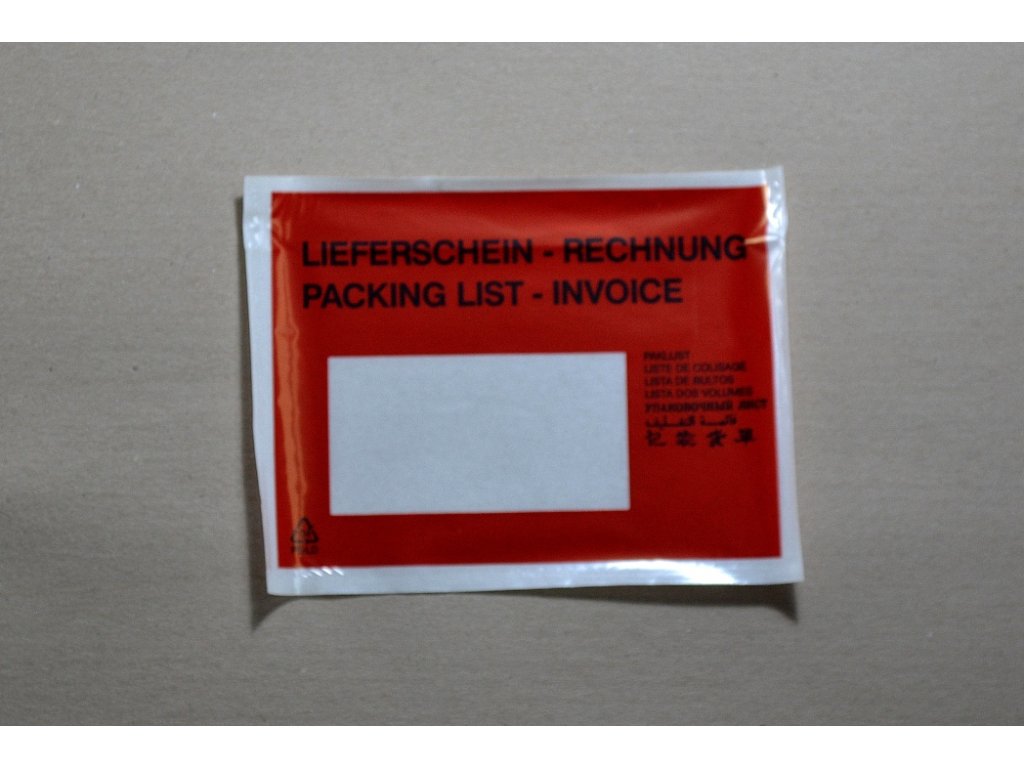 LIEFERSCHEIN - RECHNUNG
PACKING LIST - INVOICE
PAKLIJST
LISTE DE COLISAGE
LISTA DE BULTOS
LISTA DOS VOLUMES
УПАКОВОЧНЫЙ ЛИСТ